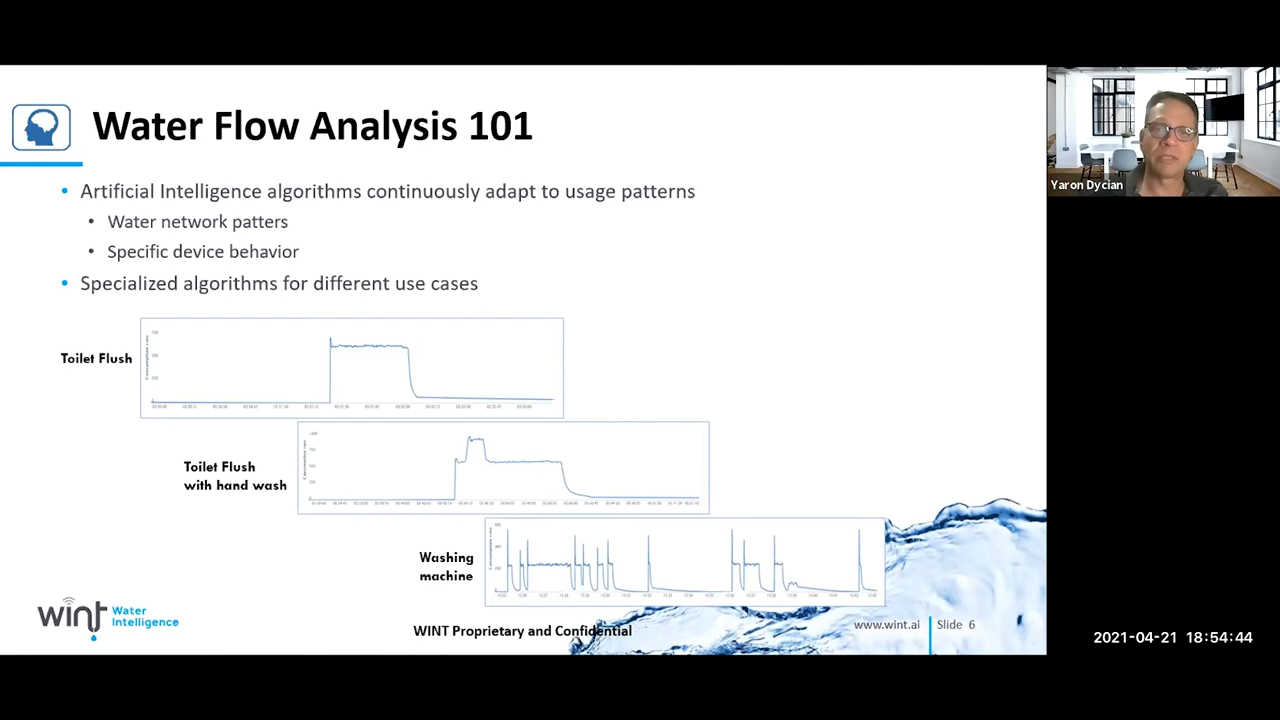 Water Flow Analysis 101
• Artificial Intelligence algorithms continuously adapt to usage patterns
• Water network patters
• Specific device behavior
• Specialized algorithms for different use cases
Toilet Flush
Toilet Flush
with hand wash
Washing
machine
wint Water
Intelligence
WINT Proprietary and Confidential
www.wint.ai
Slide 6
Yaron Dycian
2021-04-21 18:54:44